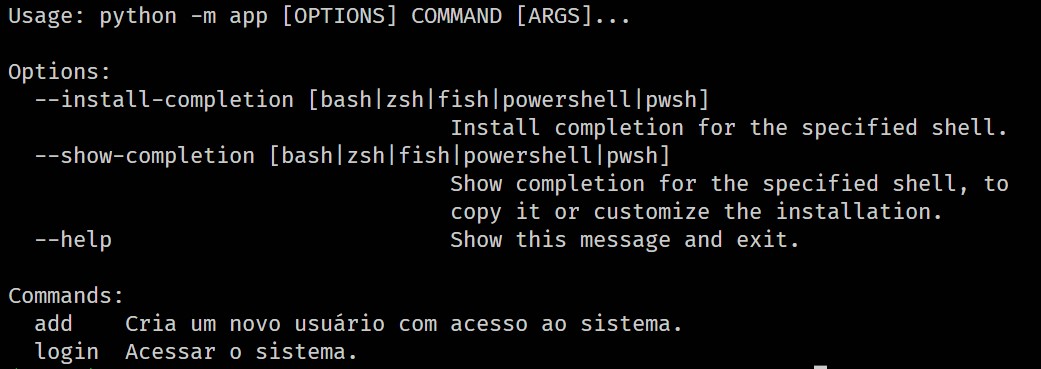 Usage: python -m app [OPTIONS] COMMAND [ARGS]...
Options:
--install-completion [bash|zsh|fish|powershell|pwsh]
Install completion for the specified shell.
--show-completion [bash|zsh|fish|powershell|pwsh]
Show completion for the specified shell, to
copy it or customize the installation.
--help Show this message and exit.
Commands:
add Cria um novo usuário com acesso ao sistema.
login Acessar o sistema.